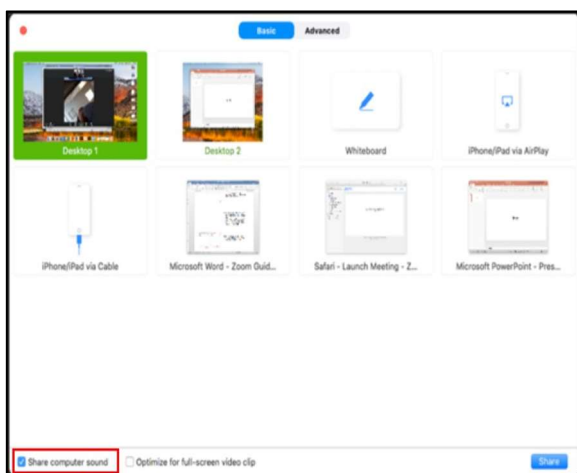 Basic Advanced
Desktop 1 Desktop 2 Whiteboard iPhone/iPad via AirPlay
iPhone/iPad via Cable Microsoft Word - Zoom Guid... Safari - Launch Meeting - Z... Microsoft PowerPoint - Pres...
Share computer sound Optimize for full-screen video clip Share